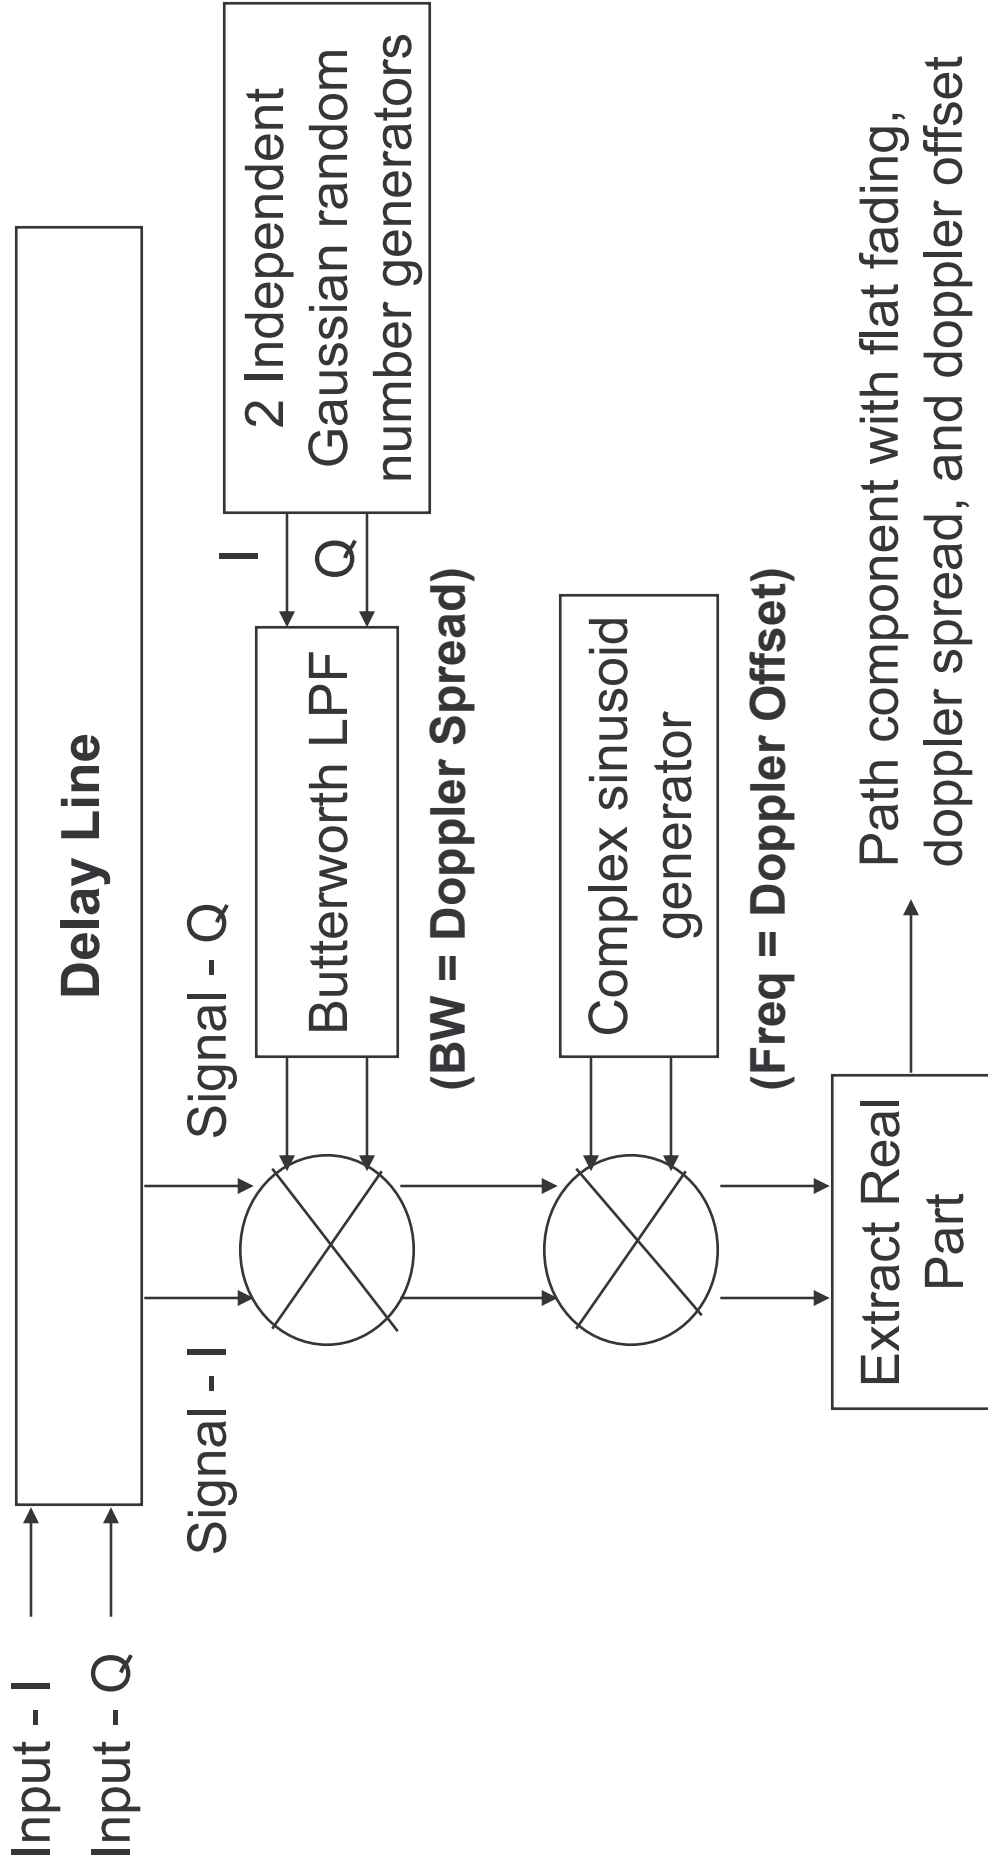 Input - I
Input - Q
Delay Line
Signal - I
Signal - Q
Butterworth LPF
(BW = Doppler Spread)
I
Q
2 Independent
Gaussian random
number generators
Complex sinusoid
generator
(Freq = Doppler Offset)
Extract Real
Part
Path component with flat fading,
doppler spread, and doppler offset